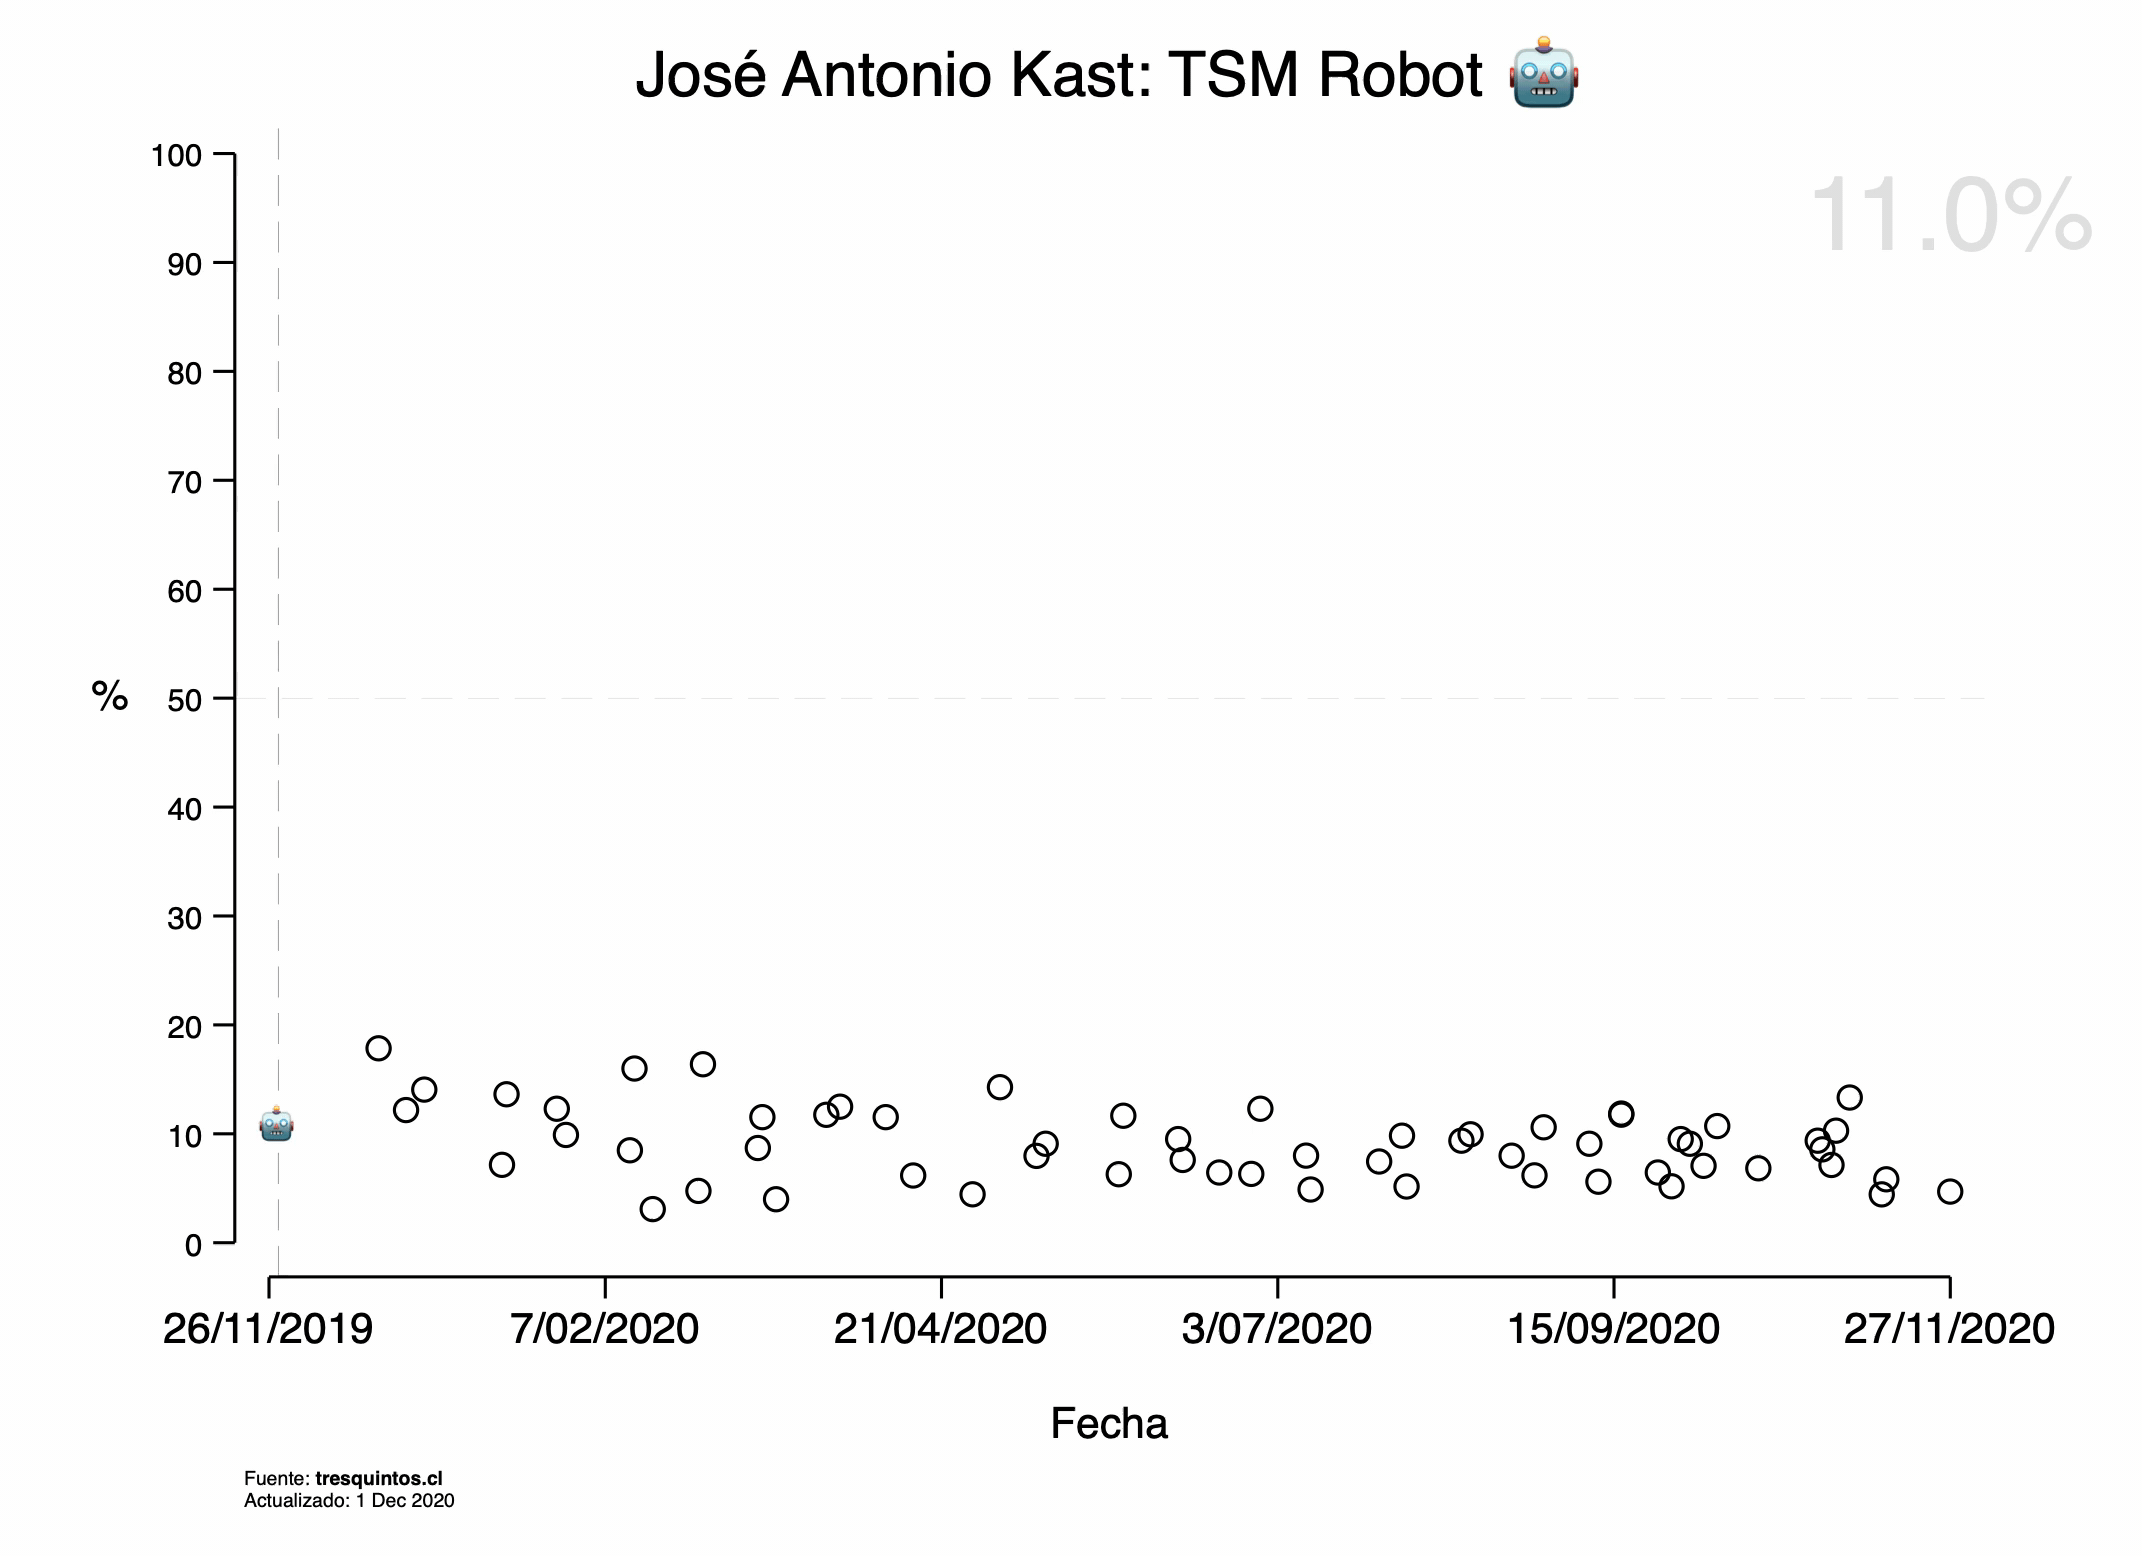 José Antonio Kast: TSM Robot 🤖
11.0%
100
90
80
70
60
50
40
30
20
10
0
%
26/11/2019 7/02/2020 21/04/2020 3/07/2020 15/09/2020 27/11/2020
Fecha
Fuente: tresquintos.cl
Actualizado: 1 Dec 2020